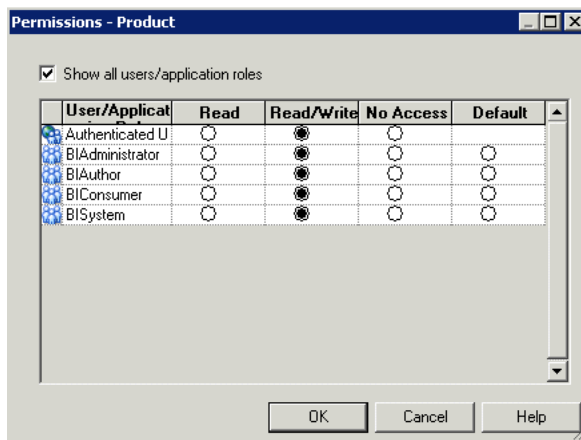 Permissions - Product
Show all users/application roles
User/Applicat Read Read/Write No Access Default
Authenticated U
BIAdministrator
BIAuthor
BIConsumer
BISystem
OK Cancel Help